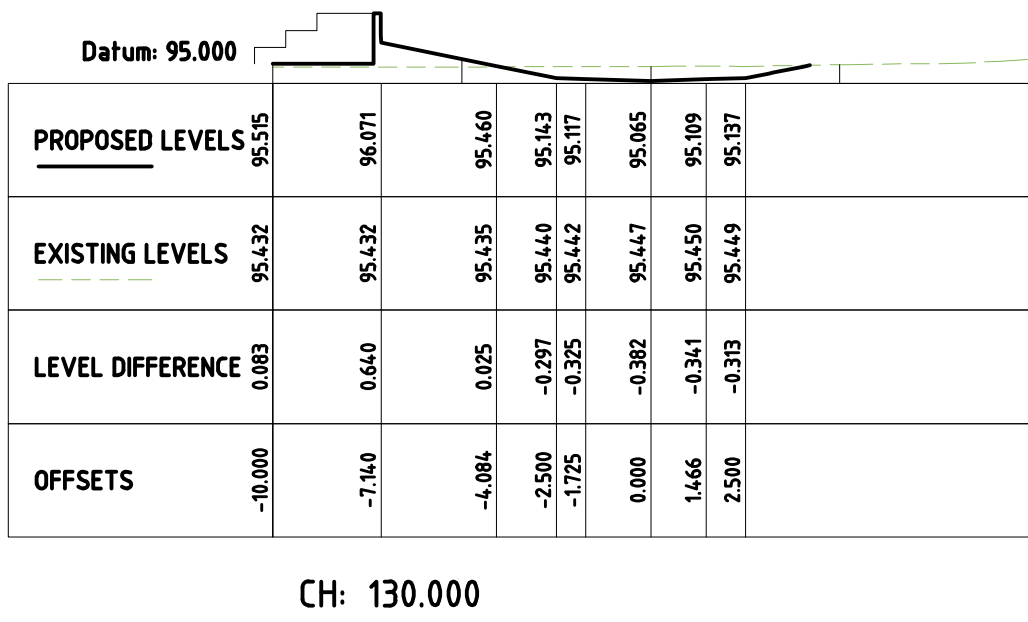 Datum: 95.000
PROPOSED LEVELS 95.515 96.071 95.460 95.143 95.117 95.065 95.109 95.137
EXISTING LEVELS 95.432 95.432 95.435 95.440 95.442 95.447 95.450 95.449
LEVEL DIFFERENCE 0.083 0.640 0.025 -0.297 -0.325 -0.382 -0.341 -0.313
OFFSETS -10.000 -7.140 -4.084 -2.500 -1.725 0.000 1.466 2.500
CH: 130.000